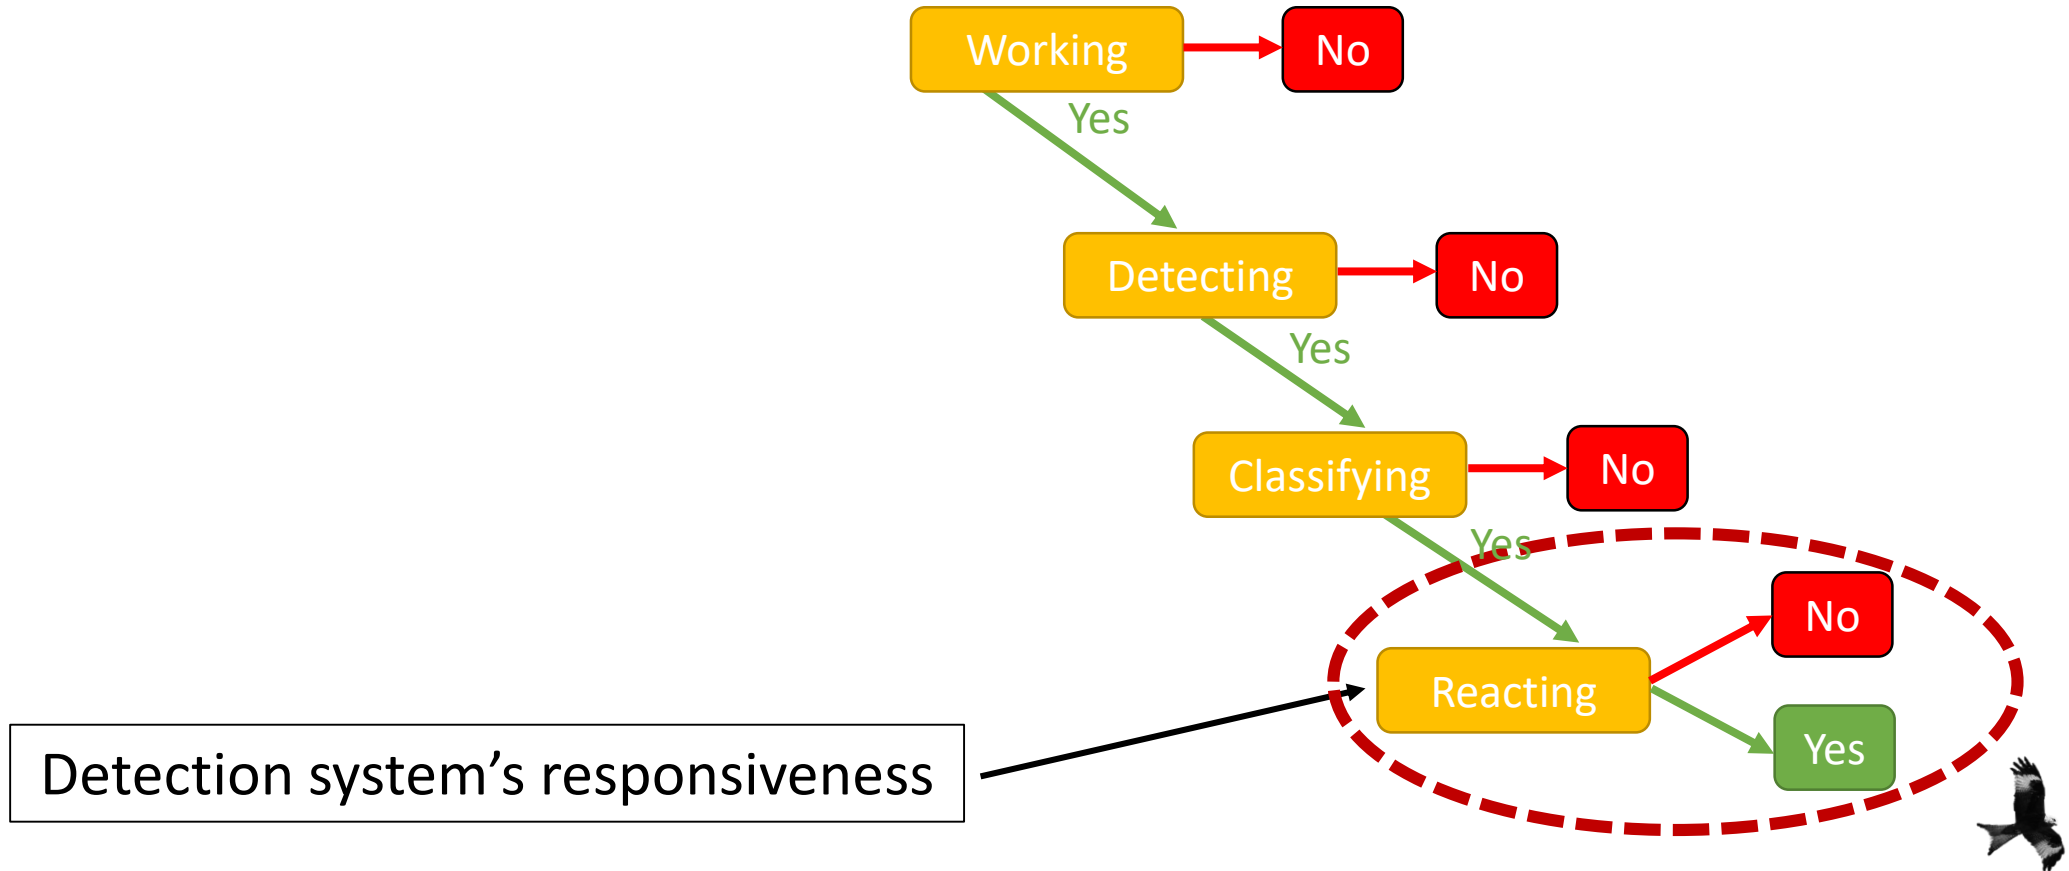 Working
No
Yes
Detecting
No
Yes
Classifying
No
Yes
No
Reacting
Yes
Detection system’s responsiveness